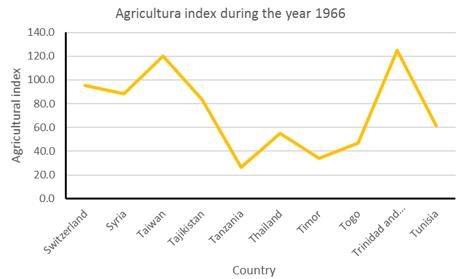 Agricultura index during the year 1966
Agricultural index
140.0
120.0
100.0
80.0
60.0
40.0
20.0
0.0
Switzerland
Syria
Taiwan
Tajikistan
Tanzania
Thailand
Timor
Togo
Trinidad and...
Tunisia
Country